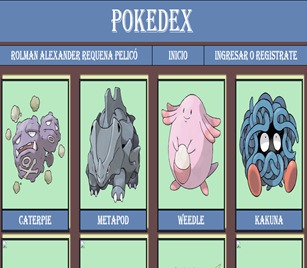 POKEDEX
ROLMAN ALEXANDER REQUENA PELICÓ INICIO INGRESAR O REGISTRATE
CATERPIE METAPOD WEEDLE KAKUNA